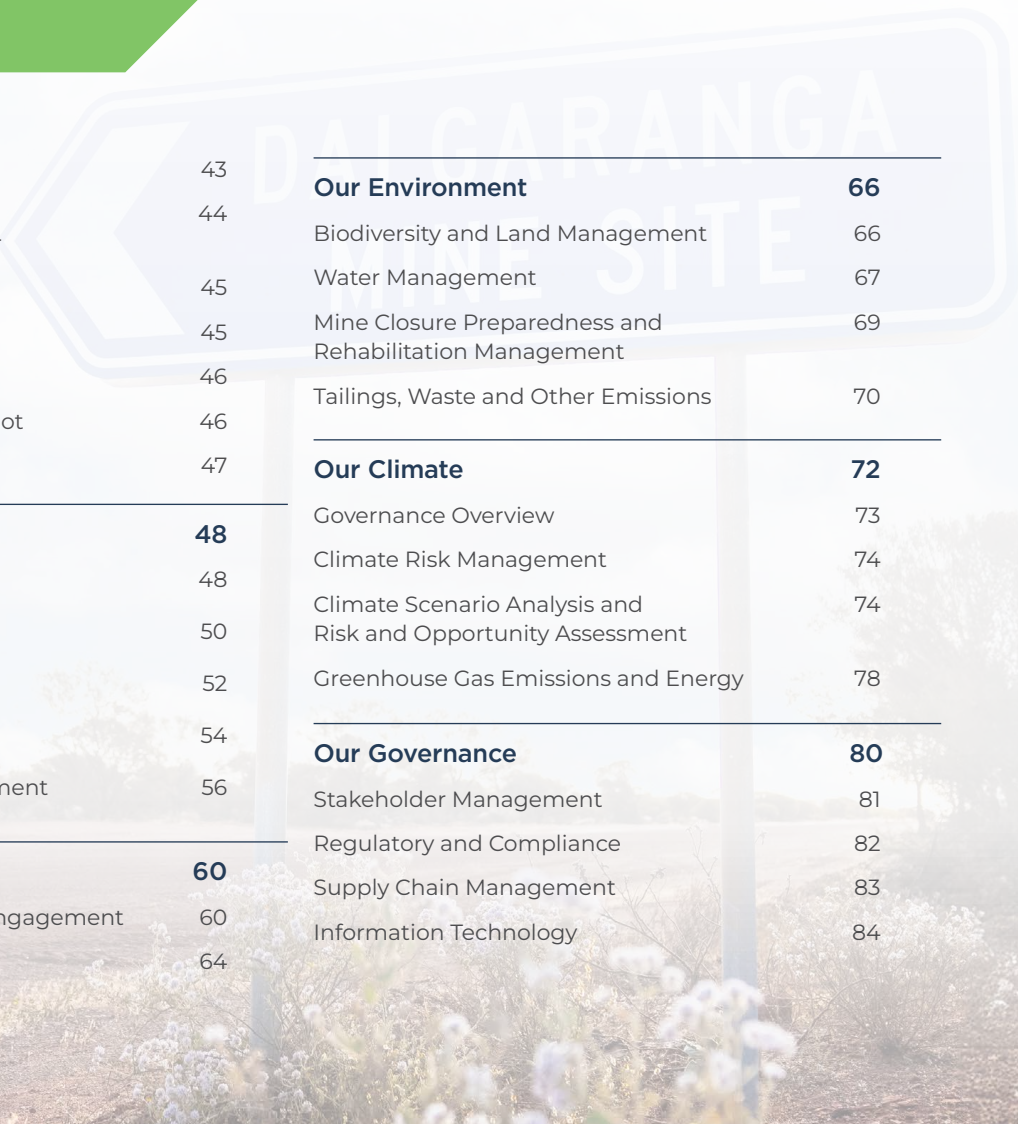 43
44
45
45
46
ot 46
47
48
48
50
52
54
ment 56
60
ngagement 60
64
Our Environment 66
Biodiversity and Land Management 66
Water Management 67
Mine Closure Preparedness and 69
Rehabilitation Management
Tailings, Waste and Other Emissions 70
Our Climate 72
Governance Overview 73
Climate Risk Management 74
Climate Scenario Analysis and 74
Risk and Opportunity Assessment
Greenhouse Gas Emissions and Energy 78
Our Governance 80
Stakeholder Management 81
Regulatory and Compliance 82
Supply Chain Management 83
Information Technology 84
DALGARANGA
MINE SITE